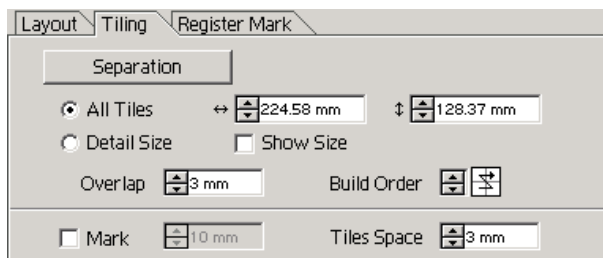 Layout Tiling Register Mark
Separation
All Tiles 224.58 mm 128.37 mm
Detail Size Show Size
Overlap 3 mm Build Order
Mark 10 mm Tiles Space 3 mm